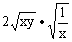 2√xy • √(1/x)